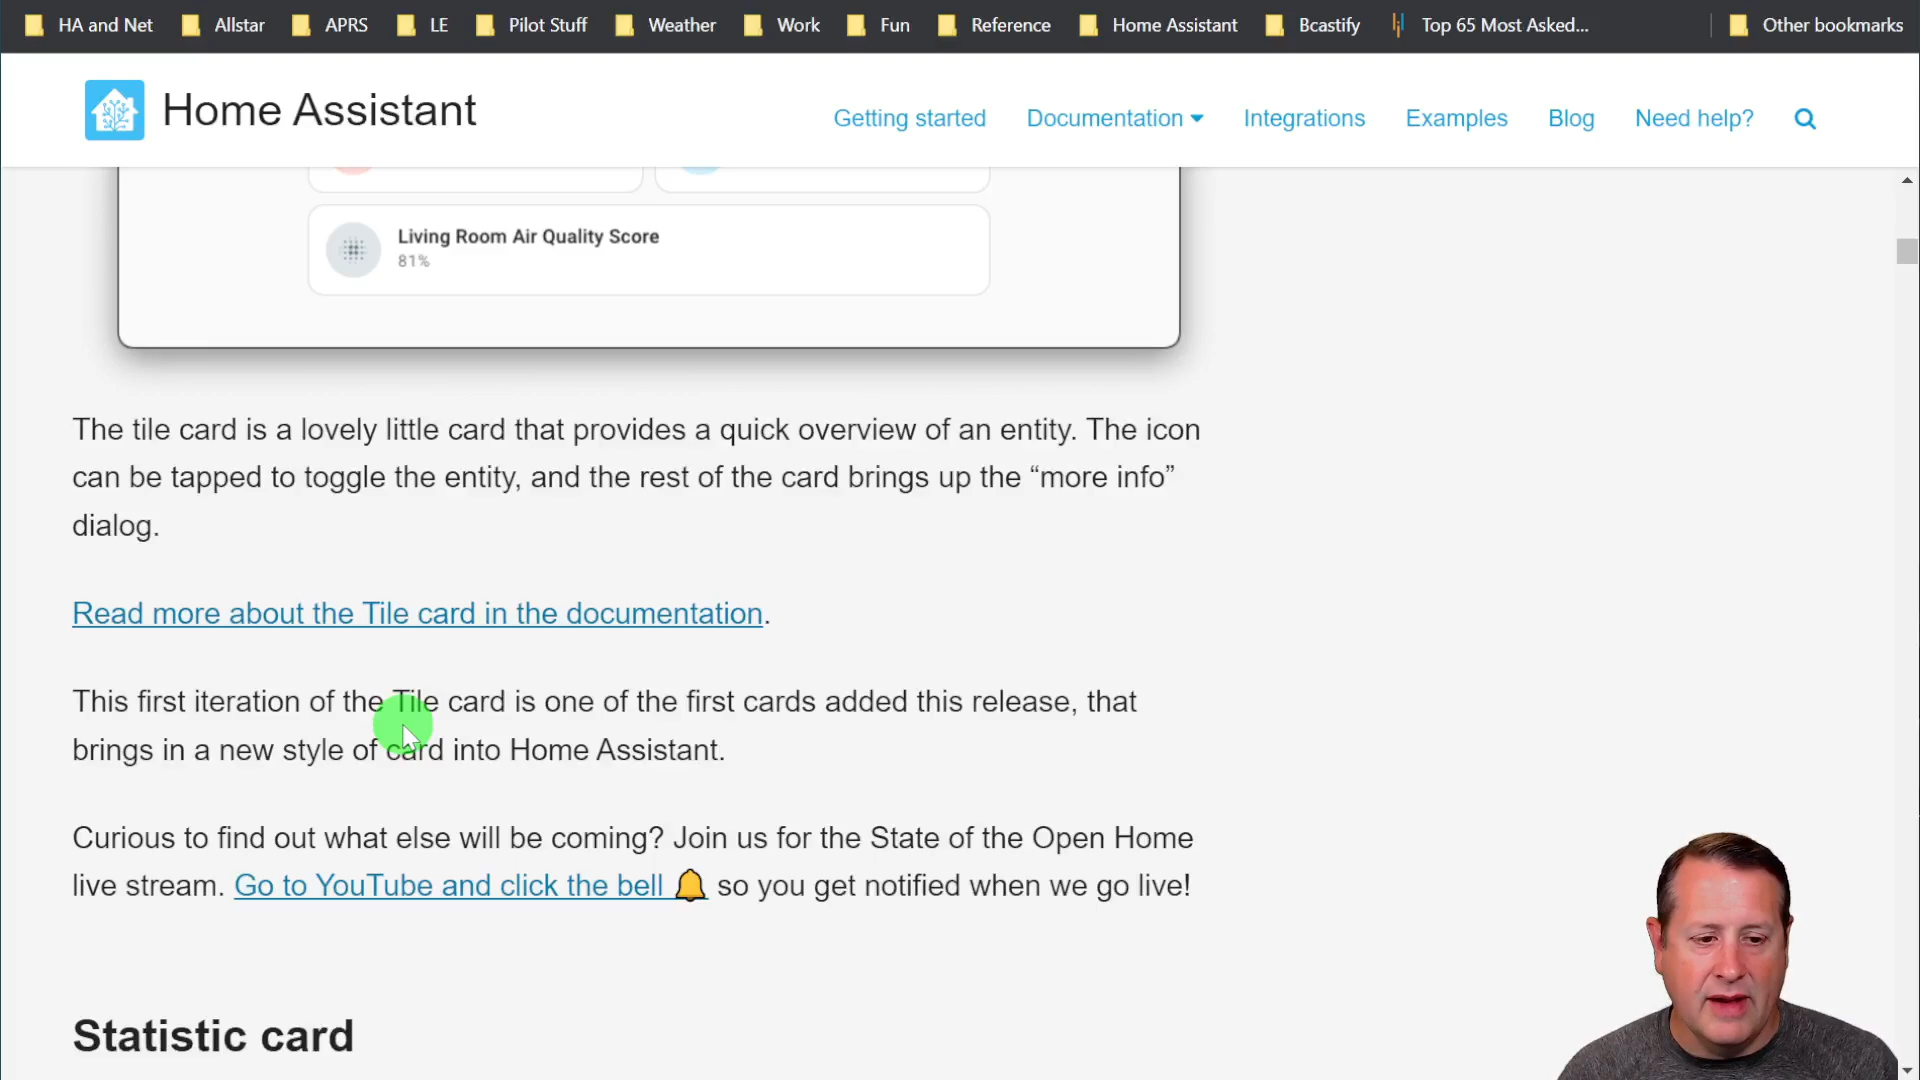 HA and Net Allstar APRS LE Pilot Stuff Weather Work Fun Reference Home Assistant Bcastify Top 65 Most Asked... Other bookmarks
Home Assistant
Getting started Documentation Integrations Examples Blog Need help?
Living Room Air Quality Score
81%
The tile card is a lovely little card that provides a quick overview of an entity. The icon
can be tapped to toggle the entity, and the rest of the card brings up the “more info”
dialog.
Read more about the Tile card in the documentation.
This first iteration of the Tile card is one of the first cards added this release, that
brings in a new style of card into Home Assistant.
Curious to find out what else will be coming? Join us for the State of the Open Home
live stream. Go to YouTube and click the bell 🔔 so you get notified when we go live!
Statistic card